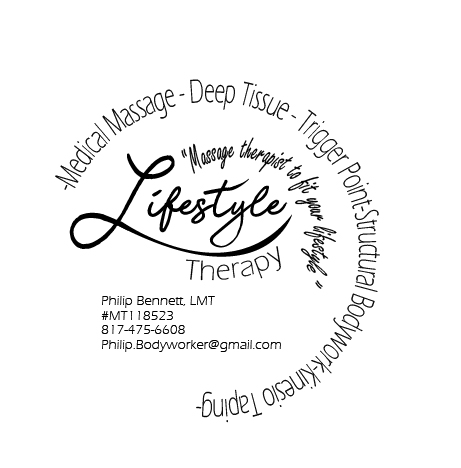 -Medical Massage - Deep Tissue - Trigger Point-Structural Bodywork-Kinesio Taping-
"Massage therapist to fit your lifestyle"
Lifestyle
Therapy
Philip Bennett, LMT
#MT118523
817-475-6608
Philip.Bodyworker@gmail.com